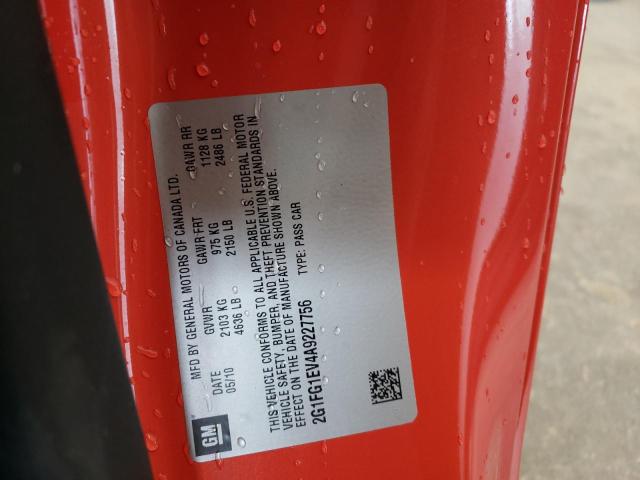 MFD BY GENERAL MOTORS OF CANADA LTD.
DATE GVWR GAWR FRT GAWR RR
05/10 2103 KG 975 KG 1128 KG
4636 LB 2150 LB 2486 LB
THIS VEHICLE CONFORMS TO ALL APPLICABLE U.S. FEDERAL MOTOR
VEHICLE SAFETY, BUMPER, AND THEFT PREVENTION STANDARDS IN
EFFECT ON THE DATE OF MANUFACTURE SHOWN ABOVE.
TYPE: PASS CAR
2G1FG1EV4A9227756
GM